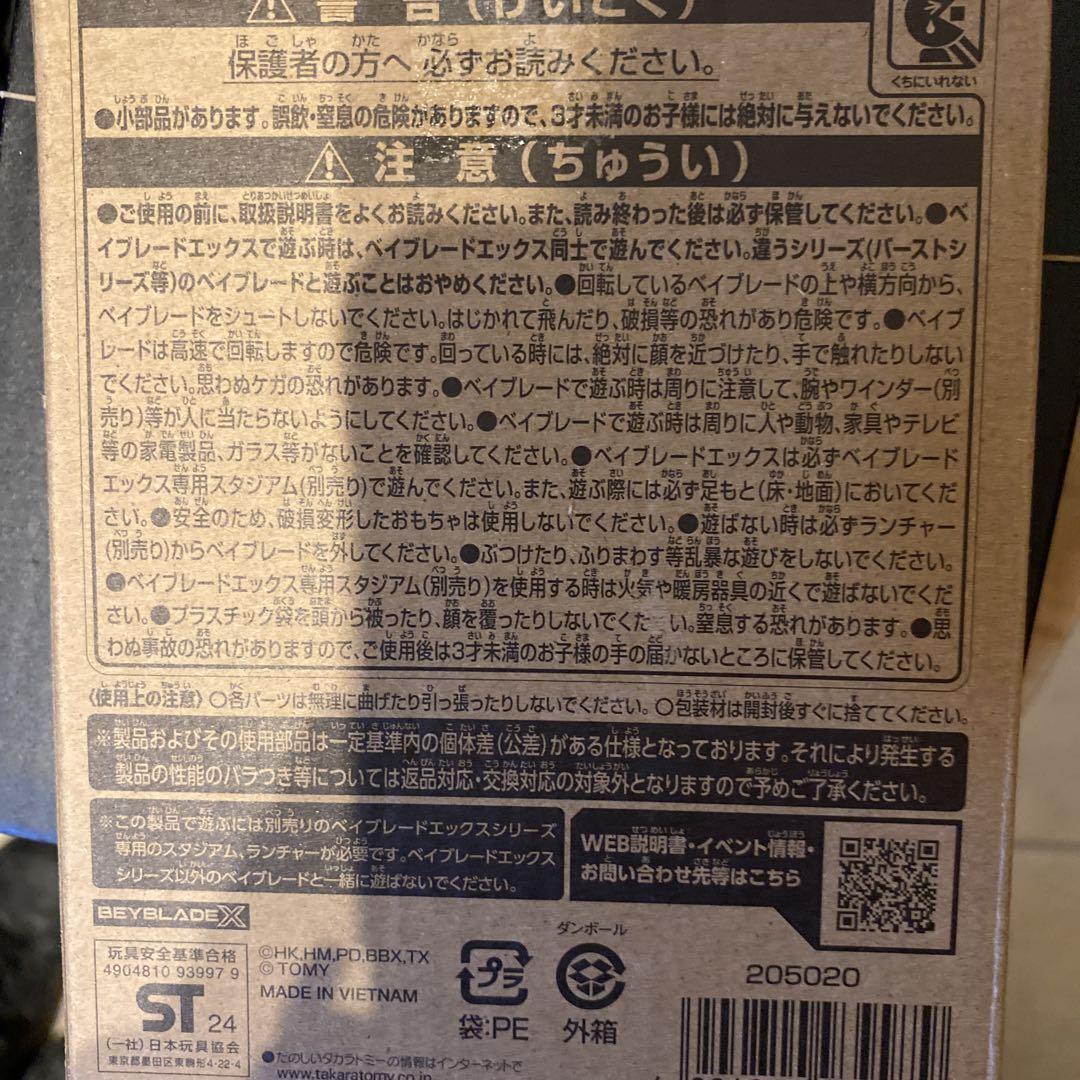 ⚠ 警 告 (けいこく)
くちにいれない
保護者の方へ 必ずお読みください。
●小部品があります。誤飲・窒息の危険がありますので、3才未満のお子様には絶対に与えないでください。
⚠ 注 意 (ちゅうい)
●ご使用の前に、取扱説明書をよくお読みください。また、読み終わった後は必ず保管してください。●ベ
イブレードエックスで遊ぶ時は、ベイブレードエックス同士で遊んでください。違うシリーズ(バーストシ
リーズ等)のベイブレードと遊ぶことはおやめください。●回転しているベイブレードの上や横方向から、
ベイブレードをシュートしないでください。はじかれて飛んだり、破損等の恐れがあり危険です。●ベイブ
レードは高速で回転しますので危険です。回っている時には、絶対に顔を近づけたり、手で触れたりしない
でください。思わぬケガの恐れがあります。●ベイブレードで遊ぶ時は周りに注意して、腕やワインダー(別
売り)等が人に当たらないようにしてください。●ベイブレードで遊ぶ時は周りに人や動物、家具やテレビ
等の家電製品、ガラス等がないことを確認してください。●ベイブレードエックスは必ずベイブレード
エックス専用スタジアム(別売り)で遊んでください。また、遊ぶ際には必ず足もと(床・地面)においてくだ
さい。●安全のため、破損変形したおもちゃは使用しないでください。●遊ばない時は必ずランチャー
(別売り)からベイブレードを外してください。●ぶつけたり、ふりまわす等乱暴な遊びをしないでください。
●ベイブレードエックス専用スタジアム(別売り)を使用する時は火気や暖房器具の近くで遊ばないでくだ
さい。●プラスチック袋を頭から被ったり、顔を覆ったりしないでくだ い。窒息する恐れがあります。●思
わぬ事故の恐れがありますので、ご使用後は3才未満のお子様の手の届かないところに保管してください。
〈使用上の注意〉○各パーツは無理に曲げたり引っ張ったりしないでください。○包装材は開封後すぐに捨ててください。
※製品およびその使用部品は一定基準内の個体差(公差)がある仕様となっております。それにより発生する
製品の性能のバラつき等については返品対応・交換対応の対象外となりますので予めご了承ください。
※この製品で遊ぶには別売りのベイブレードエックスシリーズ
専用のスタジアム、ランチャーが必要です。ベイブレードエックス
シリーズ以外のベイブレードと一緒に遊ばないでください。
WEB説明書・イベント情報・
お問い合わせ先等はこちら
BEYBLADE X
玩具安全基準合格
4904810 93997 9
ST 24
(一社)日本玩具協会
東京都墨田区東駒形4-22-4
©HK,HM,PD,BBX,TX
© TOMY
MADE IN VIETNAM
プラ
袋:PE
ダンボール
外箱
205020
●たのしいタカラトミーの情報はインターネットで
www.takaratomy.co.jp